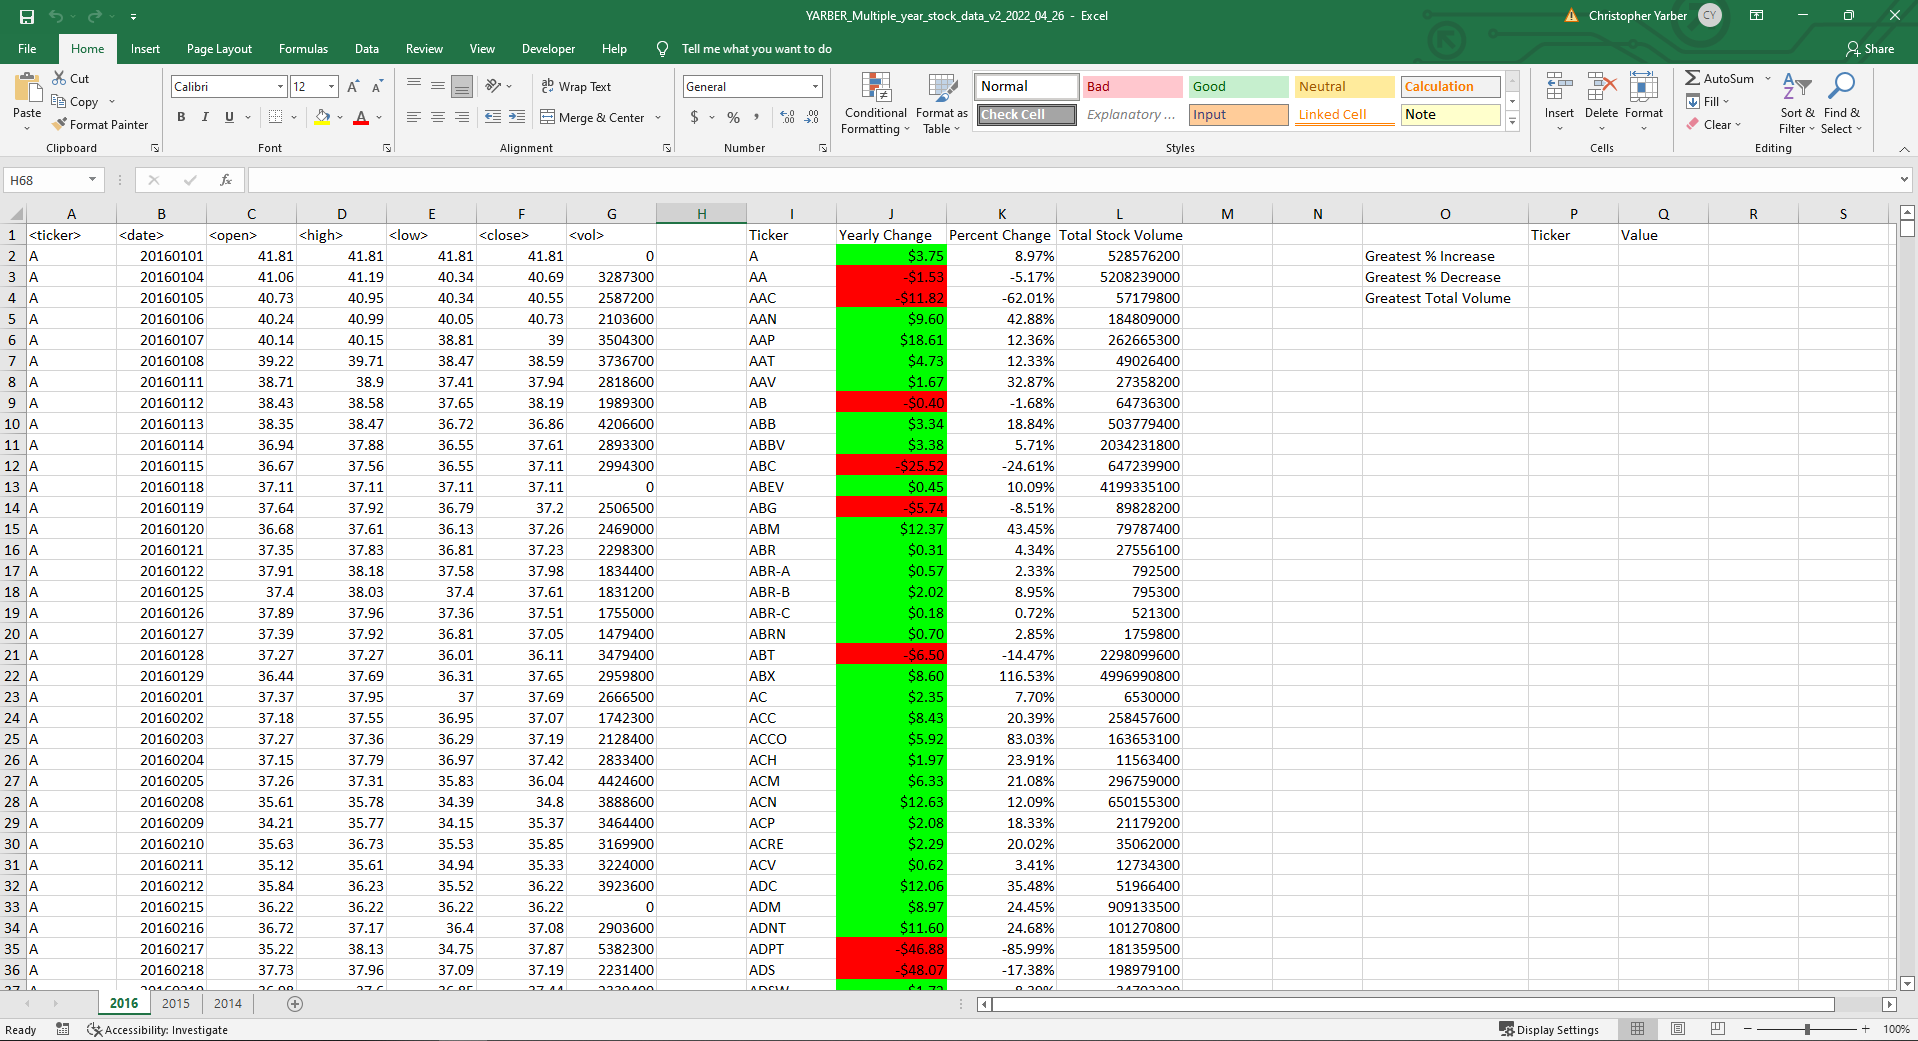 YARBER_Multiple_year_stock_data_v2_2022_04_26 - Excel
Christopher Yarber CY
File Home Insert Page Layout Formulas Data Review View Developer Help Tell me what you want to do Share
Paste Cut Copy Format Painter Clipboard
Calibri 12 B I U A Font
Wrap Text Merge & Center Alignment
General $ % , Number
Conditional Formatting Format as Table
Normal Bad Good Neutral Calculation
Check Cell Explanatory ... Input Linked Cell Note
Styles
Insert Delete Format Cells
AutoSum Fill Clear Sort & Filter Find & Select Editing
H68 fx
A B C D E F G H I J K L M N O P Q R S
1 <ticker> <date> <open> <high> <low> <close> <vol> Ticker Yearly Change Percent Change Total Stock Volume Ticker Value
2 A 20160101 41.81 41.81 41.81 41.81 0 A $3.75 8.97% 528576200 Greatest % Increase
3 A 20160104 41.06 41.19 40.34 40.69 3287300 AA -$1.53 -5.17% 5208239000 Greatest % Decrease
4 A 20160105 40.73 40.95 40.34 40.55 2587200 AAC -$11.82 -62.01% 57179800 Greatest Total Volume
5 A 20160106 40.24 40.99 40.05 40.73 2103600 AAN $9.60 42.88% 184809000
6 A 20160107 40.14 40.15 38.81 39 3504300 AAP $18.61 12.36% 262665300
7 A 20160108 39.22 39.71 38.47 38.59 3736700 AAT $4.73 12.33% 49026400
8 A 20160111 38.71 38.9 37.41 37.94 2818600 AAV $1.67 32.87% 27358200
9 A 20160112 38.43 38.58 37.65 38.19 1989300 AB -$0.40 -1.68% 64736300
10 A 20160113 38.35 38.47 36.72 36.86 4206600 ABB $3.34 18.84% 503779400
11 A 20160114 36.94 37.88 36.55 37.61 2893300 ABBV $3.38 5.71% 2034231800
12 A 20160115 36.67 37.56 36.55 37.11 2994300 ABC -$25.52 -24.61% 647239900
13 A 20160118 37.11 37.11 37.11 37.11 0 ABEV $0.45 10.09% 4199335100
14 A 20160119 37.64 37.92 36.79 37.2 2506500 ABG -$5.74 -8.51% 89828200
15 A 20160120 36.68 37.61 36.13 37.26 2469000 ABM $12.37 43.45% 79787400
16 A 20160121 37.35 37.83 36.81 37.23 2298300 ABR $0.31 4.34% 27556100
17 A 20160122 37.91 38.18 37.58 37.98 1834400 ABR-A $0.57 2.33% 792500
18 A 20160125 37.4 38.03 37.4 37.61 1831200 ABR-B $2.02 8.95% 795300
19 A 20160126 37.89 37.96 37.36 37.51 1755000 ABR-C $0.18 0.72% 521300
20 A 20160127 37.39 37.92 36.81 37.05 1479400 ABRN $0.70 2.85% 1759800
21 A 20160128 37.27 37.27 36.01 36.11 3479400 ABT -$6.50 -14.47% 2298099600
22 A 20160129 36.44 37.69 36.31 37.65 2959800 ABX $8.60 116.53% 4996990800
23 A 20160201 37.37 37.95 37 37.69 2666500 AC $2.35 7.70% 6530000
24 A 20160202 37.18 37.55 36.95 37.07 1742300 ACC $8.43 20.39% 258457600
25 A 20160203 37.27 37.36 36.29 37.19 2128400 ACCO $5.92 83.03% 163653100
26 A 20160204 37.15 37.79 36.97 37.42 2833400 ACH $1.97 23.91% 11563400
27 A 20160205 37.26 37.31 35.83 36.04 4424600 ACM $6.33 21.08% 296759000
28 A 20160208 35.61 35.78 34.39 34.8 3888600 ACN $12.63 12.09% 650155300
29 A 20160209 34.21 35.77 34.15 35.37 3464400 ACP $2.08 18.33% 21179200
30 A 20160210 35.63 36.73 35.53 35.85 3169900 ACRE $2.29 20.02% 35062000
31 A 20160211 35.12 35.61 34.94 35.33 3224000 ACV $0.62 3.41% 12734300
32 A 20160212 35.84 36.23 35.52 36.22 3923600 ADC $12.06 35.48% 51966400
33 A 20160215 36.22 36.22 36.22 36.22 0 ADM $8.97 24.45% 909133500
34 A 20160216 36.72 37.17 36.4 37.08 2903600 ADNT $11.60 24.68% 101270800
35 A 20160217 35.22 38.13 34.75 37.87 5382300 ADPT -$46.88 -85.99% 181359500
36 A 20160218 37.73 37.96 37.09 37.19 2231400 ADS -$48.07 -17.38% 198979100
2016 2015 2014
Ready Accessibility: Investigate Display Settings 100%